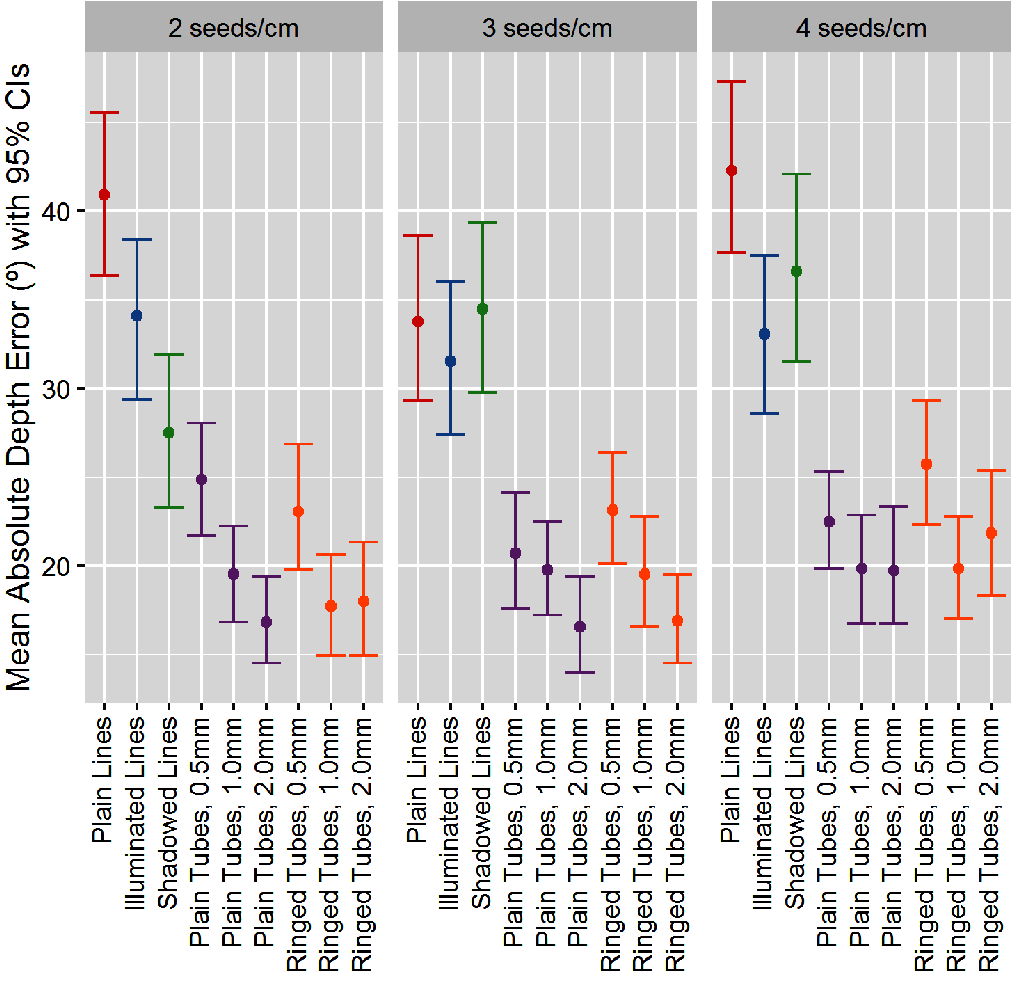 2 seeds/cm
3 seeds/cm
4 seeds/cm
Mean Absolute Depth Error (º) with 95% CIs
40
30
20
Plain Lines
Illuminated Lines
Shadowed Lines
Plain Tubes, 0.5mm
Plain Tubes, 1.0mm
Plain Tubes, 2.0mm
Ringed Tubes, 0.5mm
Ringed Tubes, 1.0mm
Ringed Tubes, 2.0mm
Plain Lines
Illuminated Lines
Shadowed Lines
Plain Tubes, 0.5mm
Plain Tubes, 1.0mm
Plain Tubes, 2.0mm
Ringed Tubes, 0.5mm
Ringed Tubes, 1.0mm
Ringed Tubes, 2.0mm
Plain Lines
Illuminated Lines
Shadowed Lines
Plain Tubes, 0.5mm
Plain Tubes, 1.0mm
Plain Tubes, 2.0mm
Ringed Tubes, 0.5mm
Ringed Tubes, 1.0mm
Ringed Tubes, 2.0mm